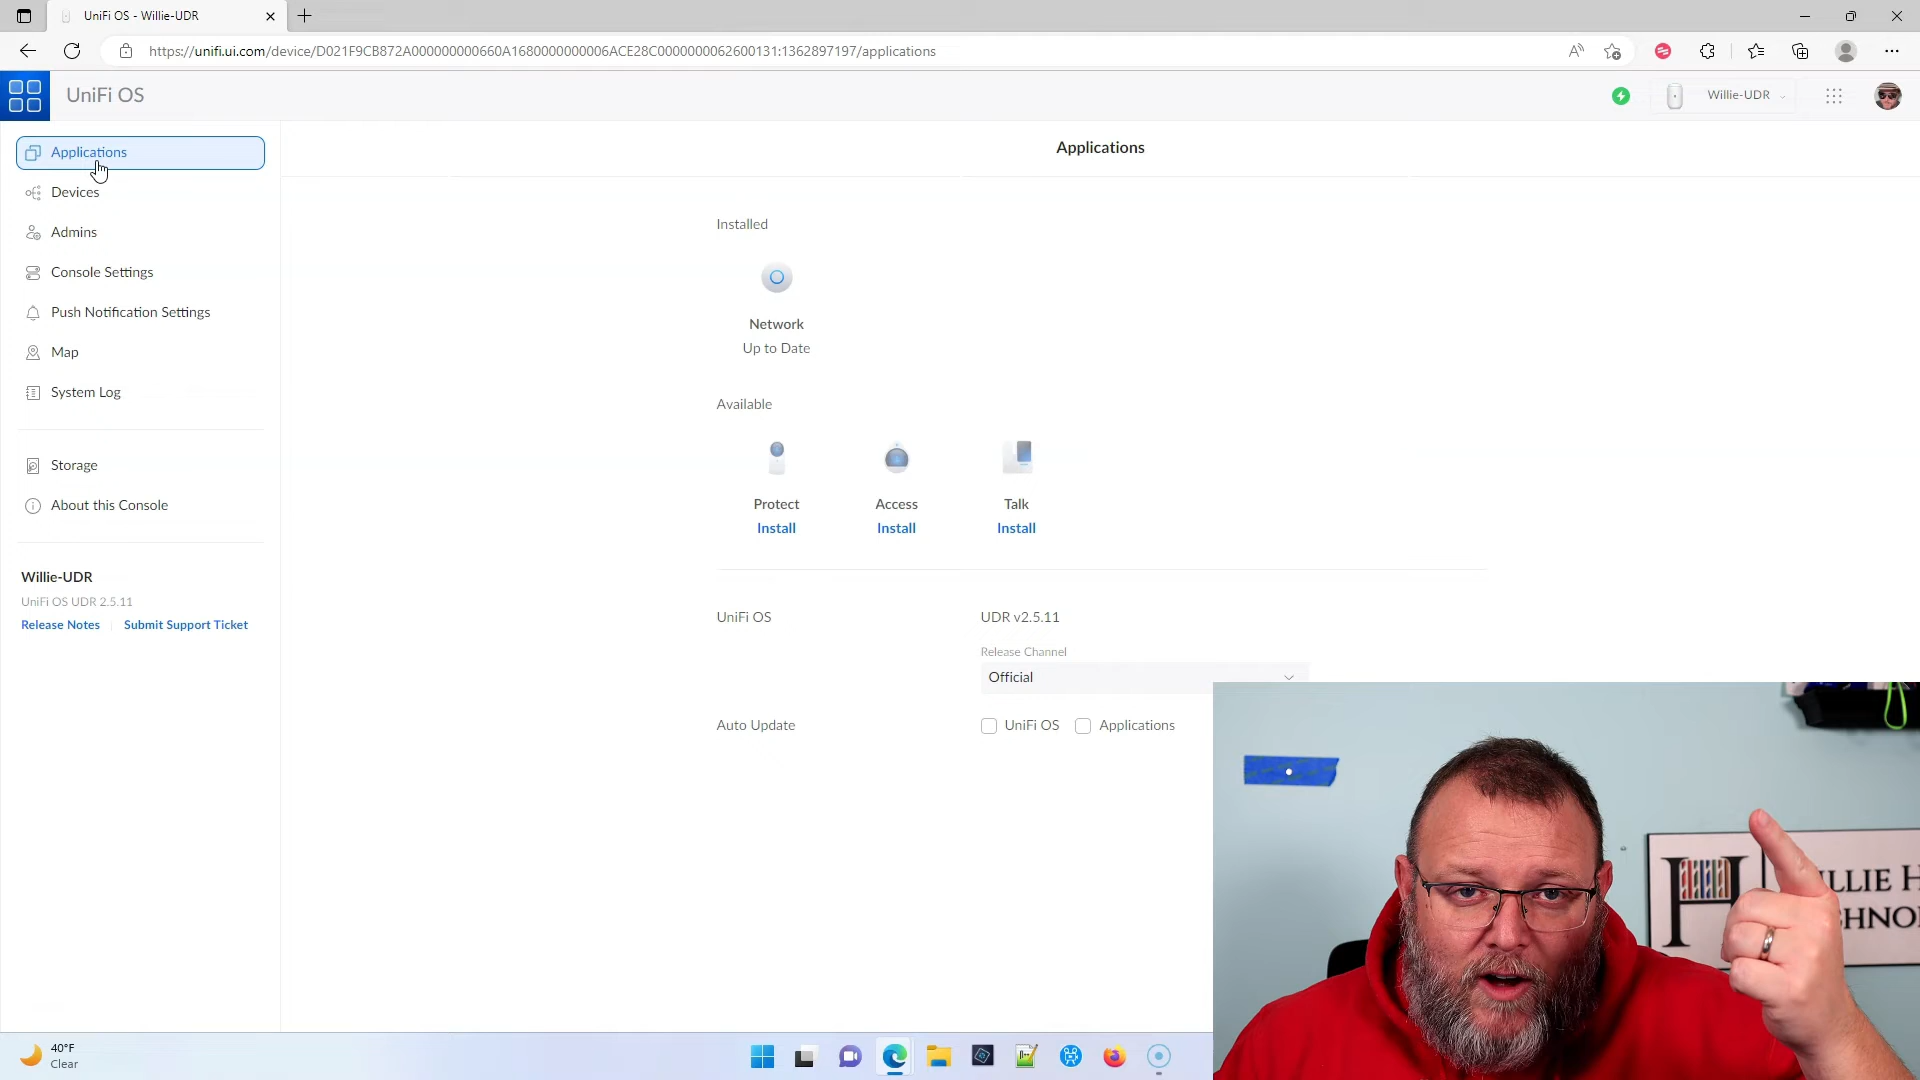 UniFi OS - Willie-UDR
https://unifi.ui.com/device/D021F9CB872A000000000660A1680000000006ACE28C0000000062600131:1362897197/applications
UniFi OS
Willie-UDR
Applications
Devices
Admins
Console Settings
Push Notification Settings
Map
System Log
Storage
About this Console
Willie-UDR
UniFi OS UDR 2.5.11
Release Notes
Submit Support Ticket
Applications
Installed
Network
Up to Date
Available
Protect
Access
Talk
Install
Install
Install
UniFi OS
UDR v2.5.11
Release Channel
Official
Auto Update
UniFi OS
Applications
40°F
Clear